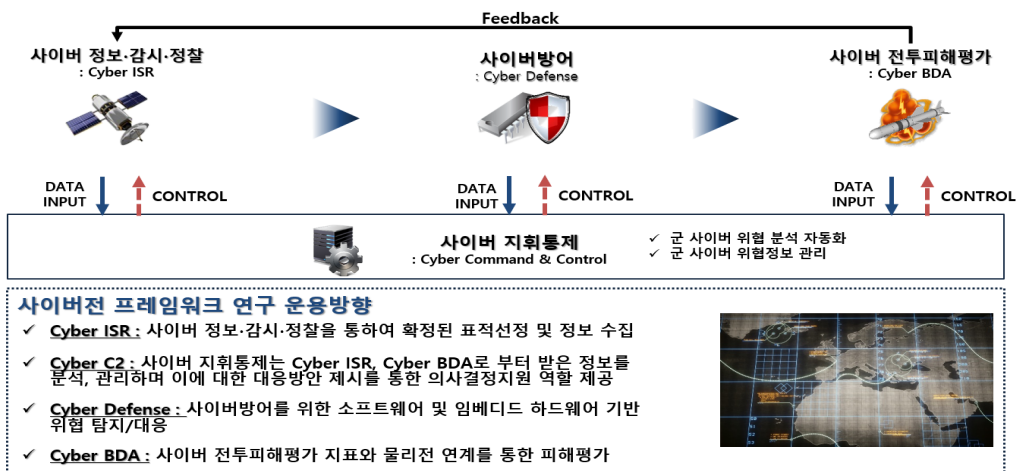 Feedback
사이버 정보·감시·정찰
: Cyber ISR
사이버방어
: Cyber Defense
사이버 전투피해평가
: Cyber BDA
DATA
INPUT
CONTROL
DATA
INPUT
CONTROL
DATA
INPUT
CONTROL
사이버 지휘통제
: Cyber Command & Control
✓ 군 사이버 위협 분석 자동화
✓ 군 사이버 위협정보 관리
사이버전 프레임워크 연구 운용방향
✓ Cyber ISR : 사이버 정보·감시·정찰을 통하여 확정된 표적선정 및 정보 수집
✓ Cyber C2 : 사이버 지휘통제는 Cyber ISR, Cyber BDA로 부터 받은 정보를
분석, 관리하며 이에 대한 대응방안 제시를 통한 의사결정지원 역할 제공
✓ Cyber Defense : 사이버방어를 위한 소프트웨어 및 임베디드 하드웨어 기반
위협 탐지/대응
✓ Cyber BDA : 사이버 전투피해평가 지표와 물리전 연계를 통한 피해평가